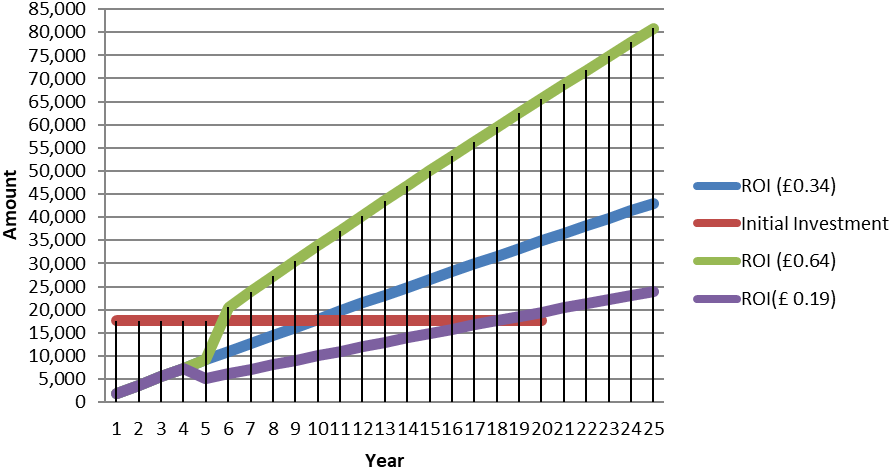 85,000
80,000
75,000
70,000
65,000
60,000
55,000
50,000
45,000
40,000
35,000
30,000
25,000
20,000
15,000
10,000
5,000
0
Amount
1 2 3 4 5 6 7 8 9 10 11 12 13 14 15 16 17 18 19 20 21 22 23 24 25
Year
ROI (£0.34)
Initial Investment
ROI (£0.64)
ROI(£ 0.19)